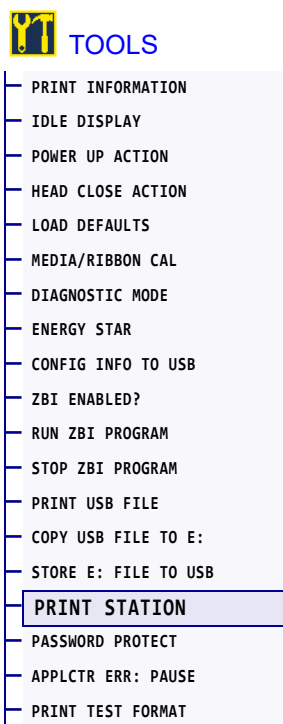 TOOLS
PRINT INFORMATION
IDLE DISPLAY
POWER UP ACTION
HEAD CLOSE ACTION
LOAD DEFAULTS
MEDIA/RIBBON CAL
DIAGNOSTIC MODE
ENERGY STAR
CONFIG INFO TO USB
ZBI ENABLED?
RUN ZBI PROGRAM
STOP ZBI PROGRAM
PRINT USB FILE
COPY USB FILE TO E:
STORE E: FILE TO USB
PRINT STATION
PASSWORD PROTECT
APPLCTR ERR: PAUSE
PRINT TEST FORMAT